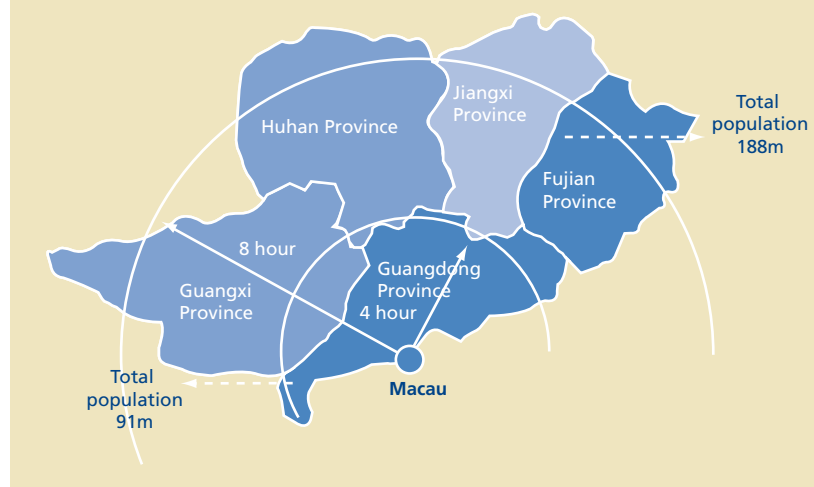 Jiangxi
Province
Total
population
188m
Huhan Province
Fujian
Province
8 hour
Guangdong
Province
4 hour
Guangxi
Province
Total
population
91m
Macau